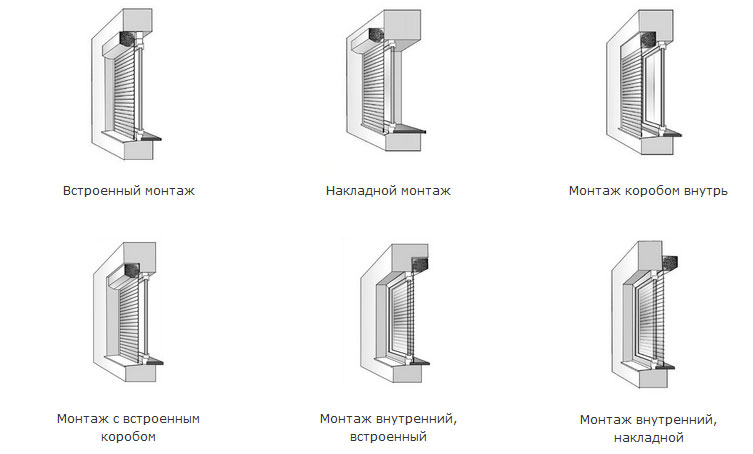 Встроенный монтаж
Накладной монтаж
Монтаж коробом внутрь
Монтаж с встроенным
коробом
Монтаж внутренний,
встроенный
Монтаж внутренний,
накладной